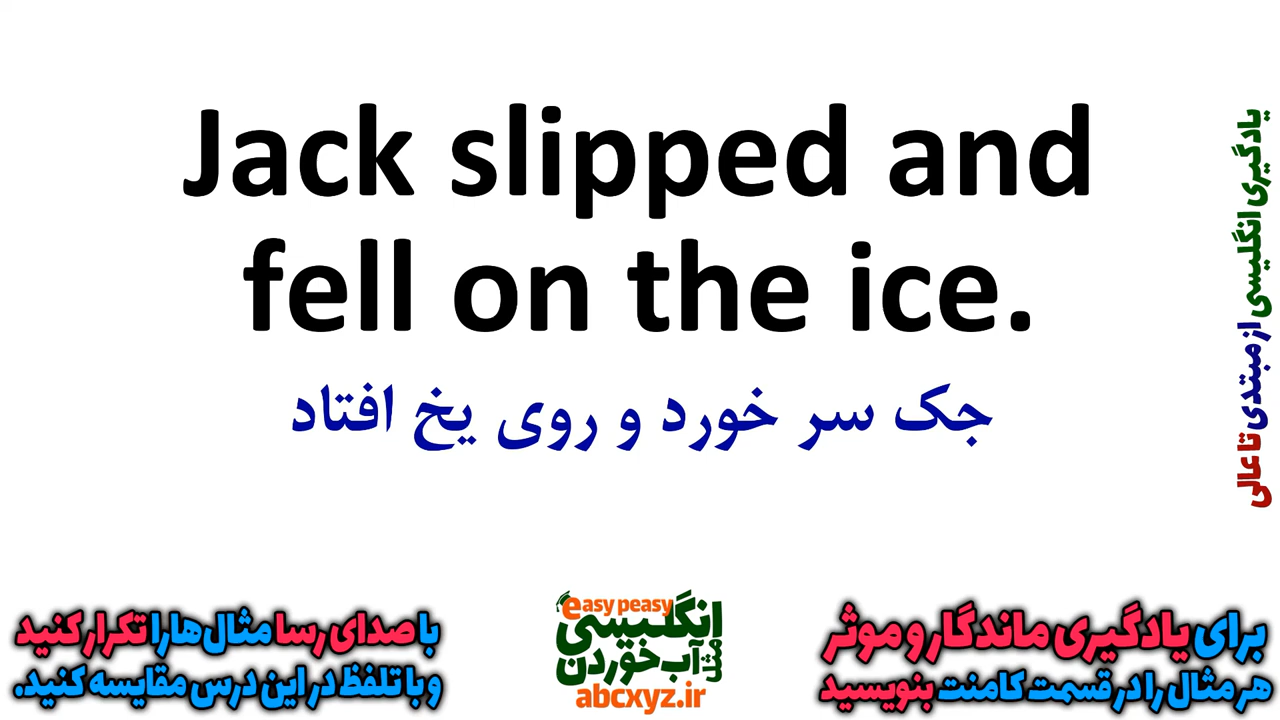 Jack slipped and
fell on the ice.
جک سر خورد و روی یخ افتاد
یادگیری انگلیسی از مبتدی تا عالی
برای یادگیری ماندگار و موثر
هر مثال را در قسمت کامنت بنویسید
easy peasy
انگلیسی
مثل آب خوردن
abcxyz.ir
با صدای رسا مثال‌ها را تکرار کنید
و با تلفظ در این درس مقایسه کنید.